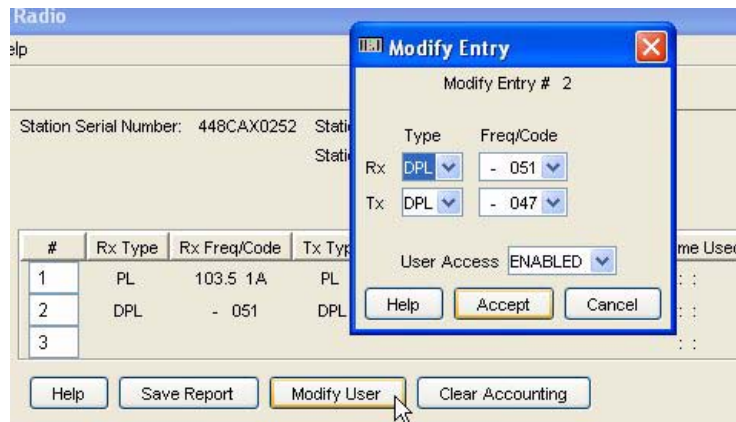 Radio
elp
Modify Entry
Modify Entry # 2
Type Freq/Code
Rx DPL - 051
Tx DPL - 047
User Access ENABLED
Help Accept Cancel
Station Serial Number: 448CAX0252 Stati
Stati
# Rx Type Rx Freq/Code Tx Typ me Used
1 PL 103.5 1A PL : :
2 DPL - 051 DPL : :
3 : :
Help Save Report Modify User Clear Accounting